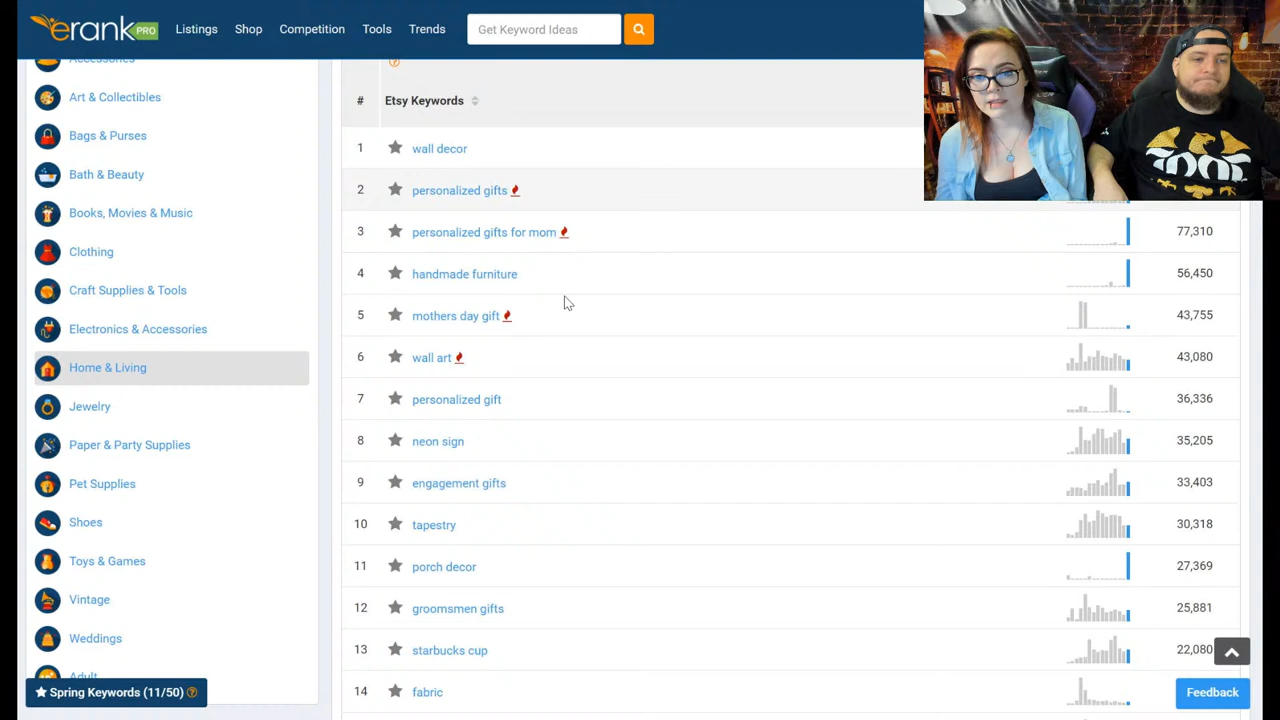 erank PRO Listings Shop Competition Tools Trends Get Keyword Ideas
Art & Collectibles
Bags & Purses
Bath & Beauty
Books, Movies & Music
Clothing
Craft Supplies & Tools
Electronics & Accessories
Home & Living
Jewelry
Paper & Party Supplies
Pet Supplies
Shoes
Toys & Games
Vintage
Weddings
Adult
Spring Keywords (11/50)
# Etsy Keywords
1 wall decor
2 personalized gifts
3 personalized gifts for mom 77,310
4 handmade furniture 56,450
5 mothers day gift 43,755
6 wall art 43,080
7 personalized gift 36,336
8 neon sign 35,205
9 engagement gifts 33,403
10 tapestry 30,318
11 porch decor 27,369
12 groomsmen gifts 25,881
13 starbucks cup 22,080
14 fabric
Feedback